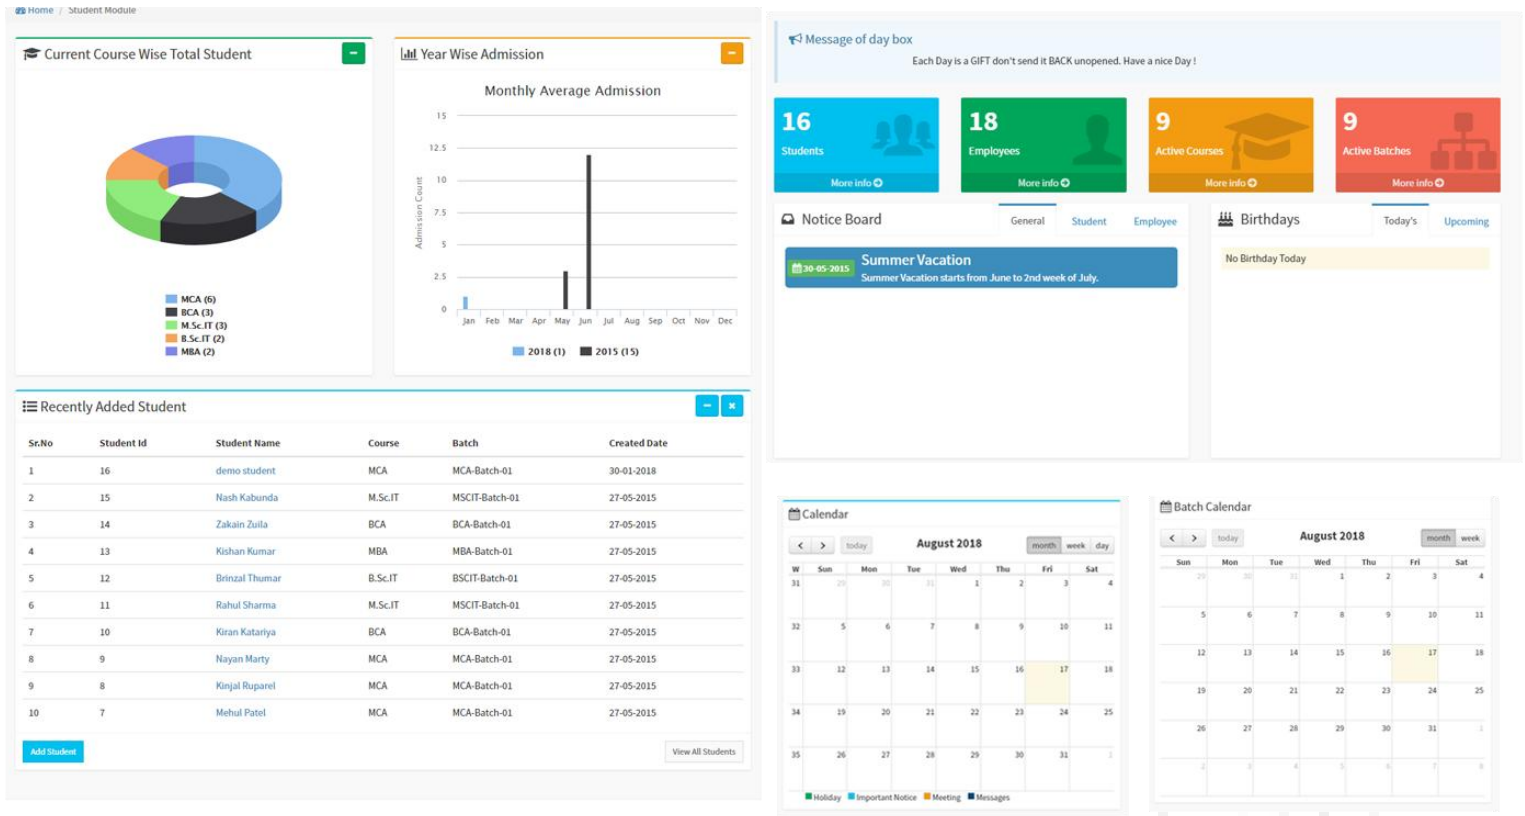 Home / Student Module
Current Course Wise Total Student
MCA (6)
BCA (3)
M.Sc.IT (3)
B.Sc.IT (2)
MBA (2)
Year Wise Admission
Monthly Average Admission
Admission Count
15
12.5
10
7.5
5
2.5
0
Jan Feb Mar Apr May Jun Jul Aug Sep Oct Nov Dec
2018 (1) 2015 (15)
Recently Added Student
Sr.No Student Id Student Name Course Batch Created Date
1 16 demo student MCA MCA-Batch-01 30-01-2018
2 15 Nash Kabunda M.Sc.IT MSCIT-Batch-01 27-05-2015
3 14 Zakain Zuila BCA BCA-Batch-01 27-05-2015
4 13 Kishan Kumar MBA MBA-Batch-01 27-05-2015
5 12 Brinzal Thumar B.Sc.IT BSCIT-Batch-01 27-05-2015
6 11 Rahul Sharma M.Sc.IT MSCIT-Batch-01 27-05-2015
7 10 Kiran Katariya BCA BCA-Batch-01 27-05-2015
8 9 Nayan Marty MCA MCA-Batch-01 27-05-2015
9 8 Kinjal Ruparel MCA MCA-Batch-01 27-05-2015
10 7 Mehul Patel MCA MCA-Batch-01 27-05-2015
Add Student View All Students
Message of day box
Each Day is a GIFT don't send it BACK unopened. Have a nice Day !
16
Students
More info
18
Employees
More info
9
Active Courses
More info
9
Active Batches
More info
Notice Board General Student Employee
30-05-2015 Summer Vacation
Summer Vacation starts from June to 2nd week of July.
Birthdays Today's Upcoming
No Birthday Today
Calendar
today August 2018 month week day
W Sun Mon Tue Wed Thu Fri Sat
31 29 30 31 1 2 3 4
32 5 6 7 8 9 10 11
33 12 13 14 15 16 17 18
34 19 20 21 22 23 24 25
35 26 27 28 29 30 31 1
Holiday Important Notice Meeting Messages
Batch Calendar
today August 2018 month week
Sun Mon Tue Wed Thu Fri Sat
29 30 31 1 2 3 4
5 6 7 8 9 10 11
12 13 14 15 16 17 18
19 20 21 22 23 24 25
26 27 28 29 30 31 1
2 3 4 5 6 7 8